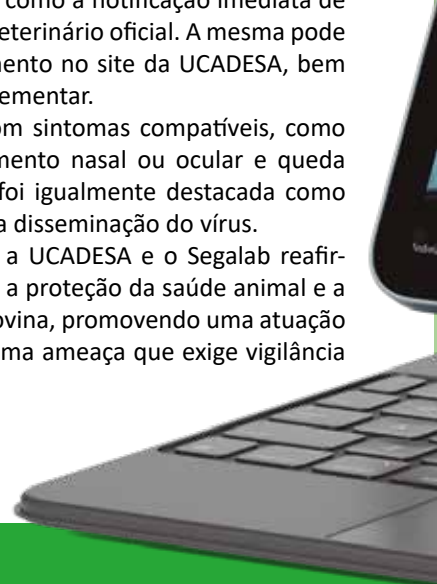 como a notificação imediata de
eterinário oficial. A mesma pode
mento no site da UCADESA, bem
ementar.
om sintomas compatíveis, como
mento nasal ou ocular e queda
foi igualmente destacada como
a disseminação do vírus.
a UCADESA e o Segalab reafir-
a proteção da saúde animal e a
ovina, promovendo uma atuação
ma ameaça que exige vigilância